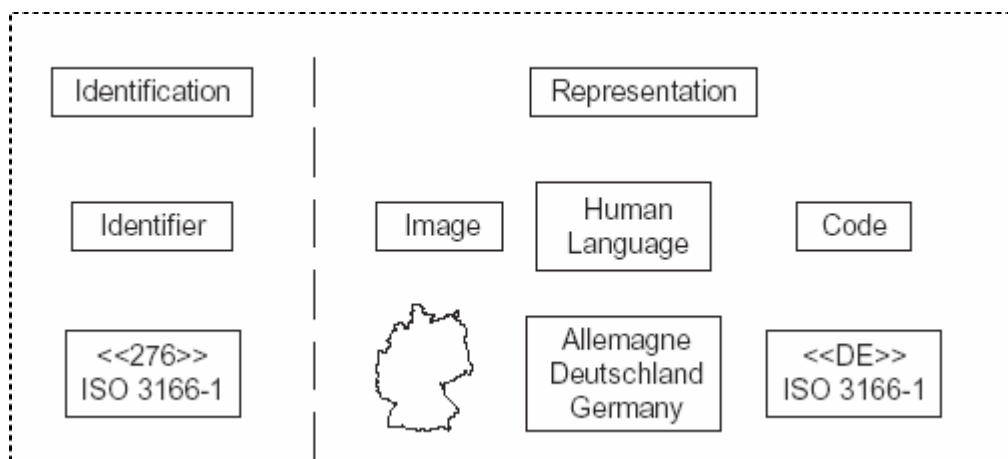 Identification
Representation
Identifier
Image
Human
Language
Code
<<276>>
ISO 3166-1
Allemagne
Deutschland
Germany
<<DE>>
ISO 3166-1